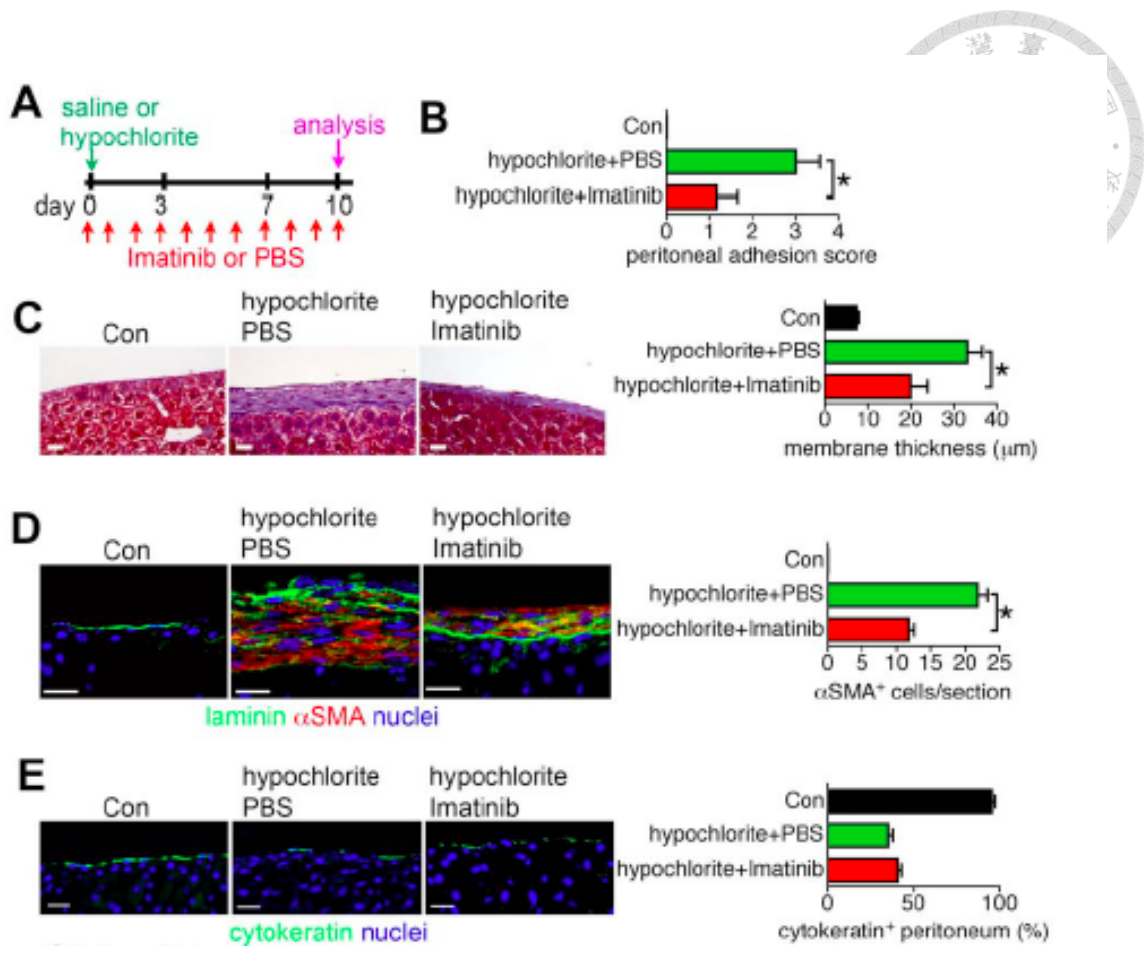 臺
灣
A
saline or
hypochlorite
analysis
day 0 3 7 10
Imatinib or PBS
B
Con
hypochlorite+PBS
hypochlorite+Imatinib
*
0 1 2 3 4
peritoneal adhesion score
C
Con
hypochlorite
PBS
hypochlorite
Imatinib
Con
hypochlorite+PBS
hypochlorite+Imatinib
*
0 10 20 30 40
membrane thickness (μm)
D
Con
hypochlorite
PBS
hypochlorite
Imatinib
laminin αSMA nuclei
Con
hypochlorite+PBS
hypochlorite+Imatinib
*
0 5 10 15 20 25
αSMA⁺ cells/section
E
Con
hypochlorite
PBS
hypochlorite
Imatinib
cytokeratin nuclei
Con
hypochlorite+PBS
hypochlorite+Imatinib
0 50 100
cytokeratin⁺ peritoneum (%)